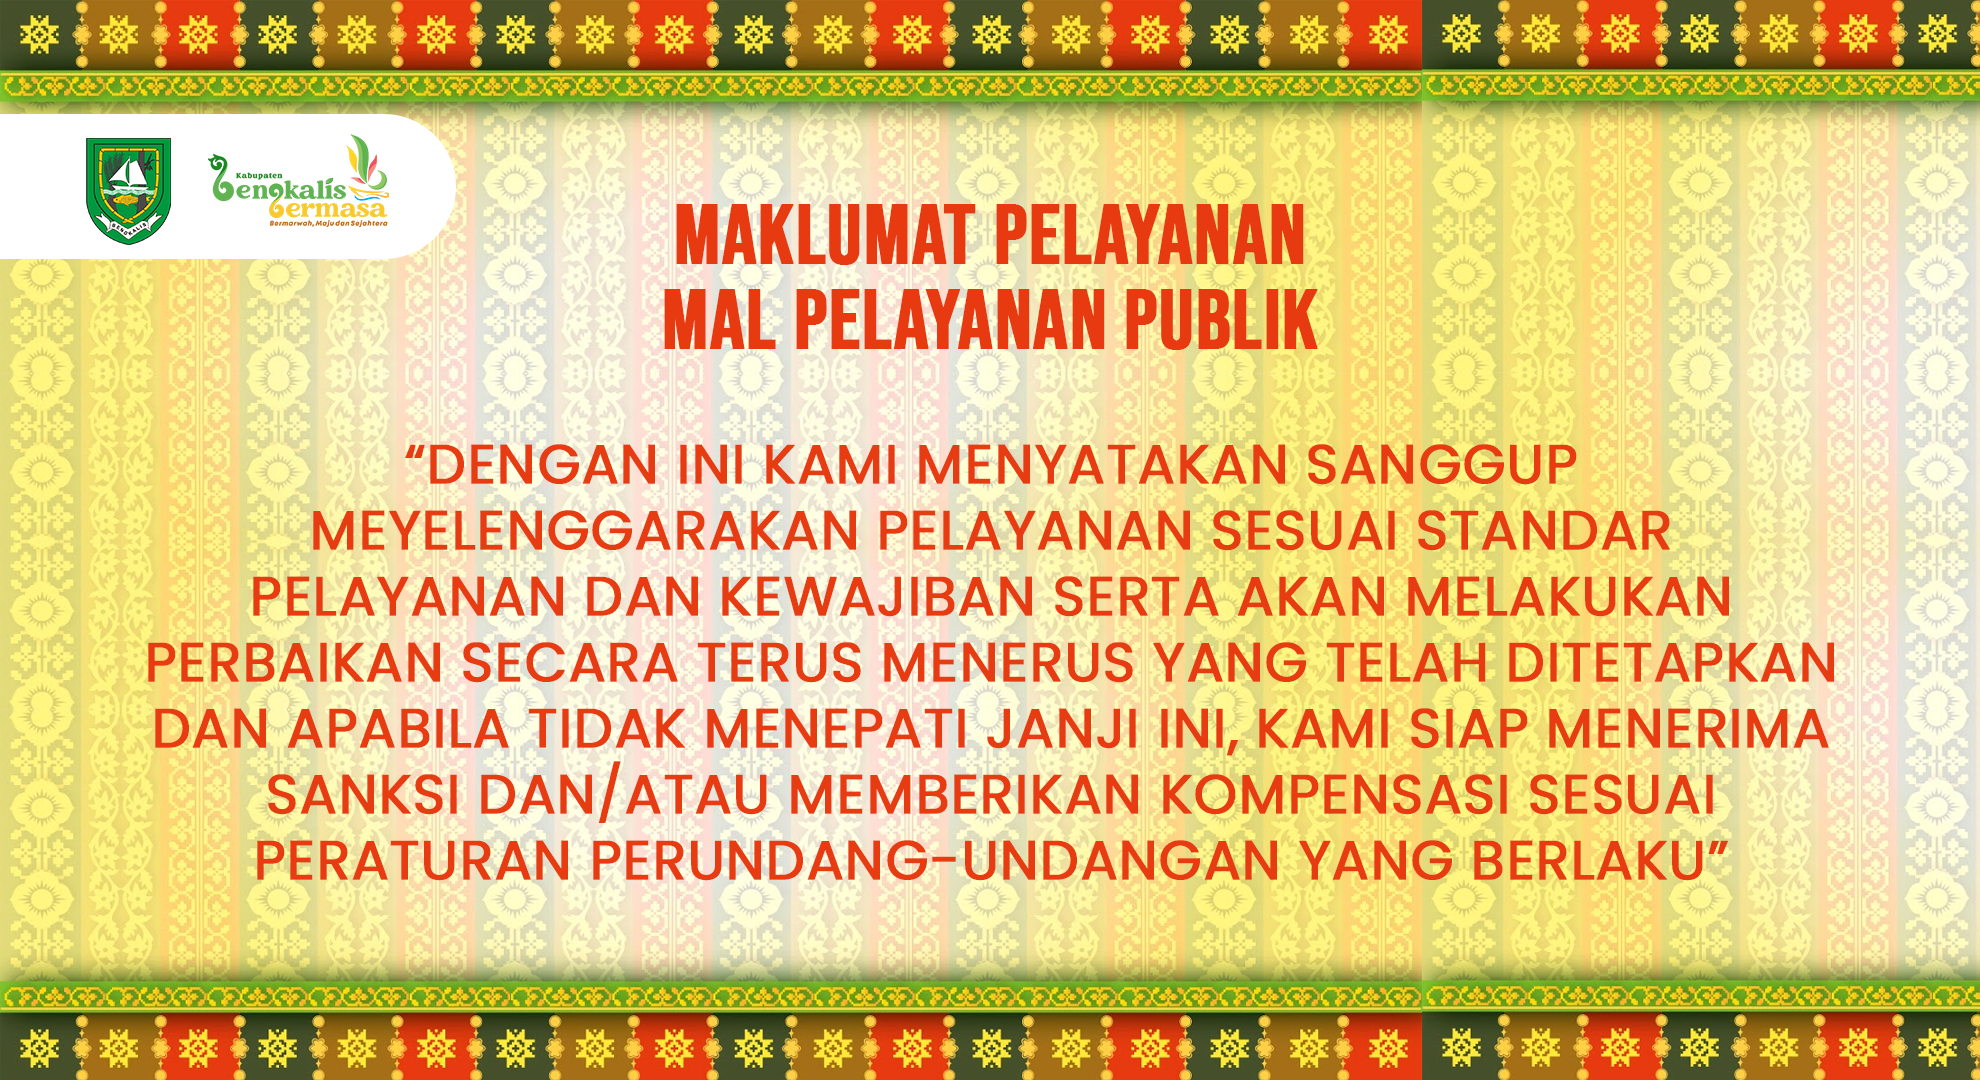 BENGKALIS
Kabupaten
Bengkalis
Bermasa
Bermarwah, Maju dan Sejahtera
MAKLUMAT PELAYANAN
MAL PELAYANAN PUBLIK
“DENGAN INI KAMI MENYATAKAN SANGGUP
MEYELENGGARAKAN PELAYANAN SESUAI STANDAR
PELAYANAN DAN KEWAJIBAN SERTA AKAN MELAKUKAN
PERBAIKAN SECARA TERUS MENERUS YANG TELAH DITETAPKAN
DAN APABILA TIDAK MENEPATI JANJI INI, KAMI SIAP MENERIMA
SANKSI DAN/ATAU MEMBERIKAN KOMPENSASI SESUAI
PERATURAN PERUNDANG-UNDANGAN YANG BERLAKU”